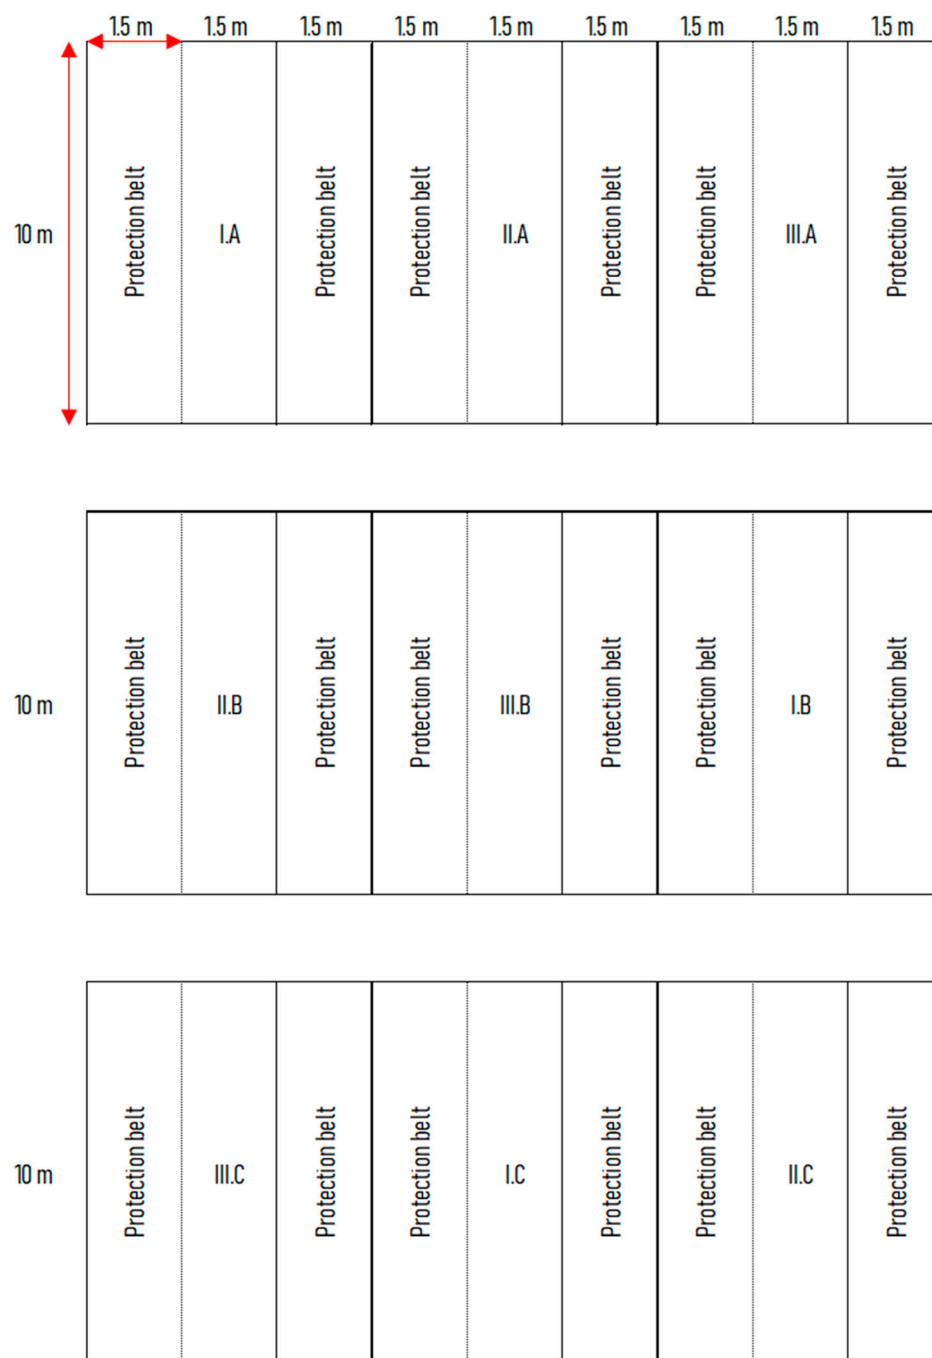 1.5 m 1.5 m 1.5 m 1.5 m 1.5 m 1.5 m 1.5 m 1.5 m 1.5 m
10 m Protection belt I.A Protection belt Protection belt II.A Protection belt Protection belt III.A Protection belt
10 m Protection belt II.B Protection belt Protection belt III.B Protection belt Protection belt I.B Protection belt
10 m Protection belt III.C Protection belt Protection belt I.C Protection belt Protection belt II.C Protection belt